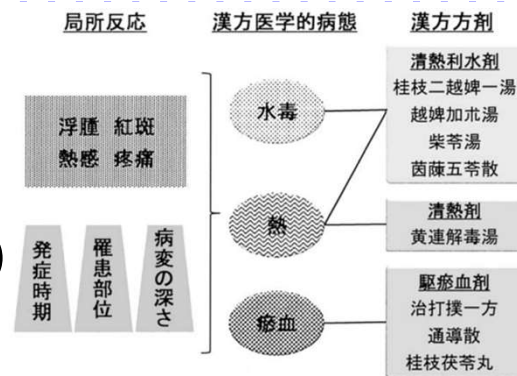 局所反応
漢方医学的病態
漢方方剤
浮腫 紅斑
熱感 疼痛
発症時期
罹患部位
病変の深さ
水毒
熱
瘀血
清熱利水剤
桂枝二越婢一湯
越婢加朮湯
柴苓湯
茵蔯五苓散
清熱剤
黄連解毒湯
駆瘀血剤
治打撲一方
通導散
桂枝茯苓丸